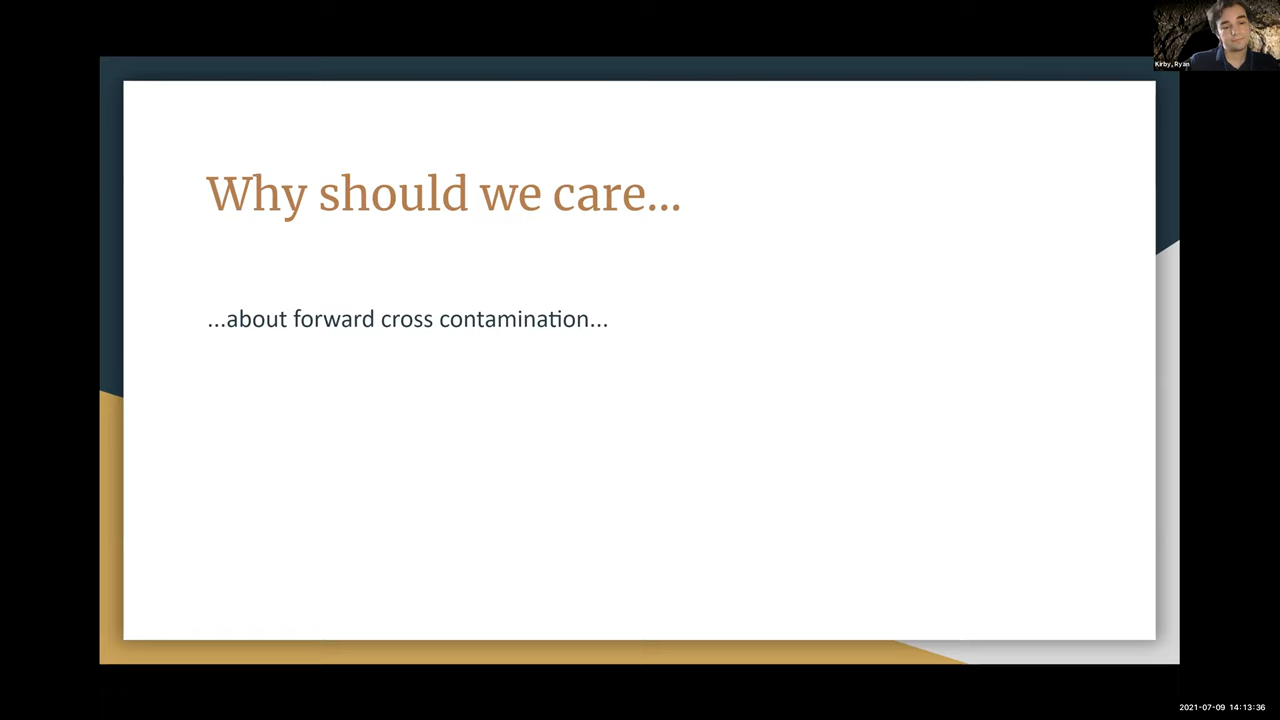 Kirby, Ryan
Why should we care...
...about forward cross contamination...
2021-07-09 14:13:36